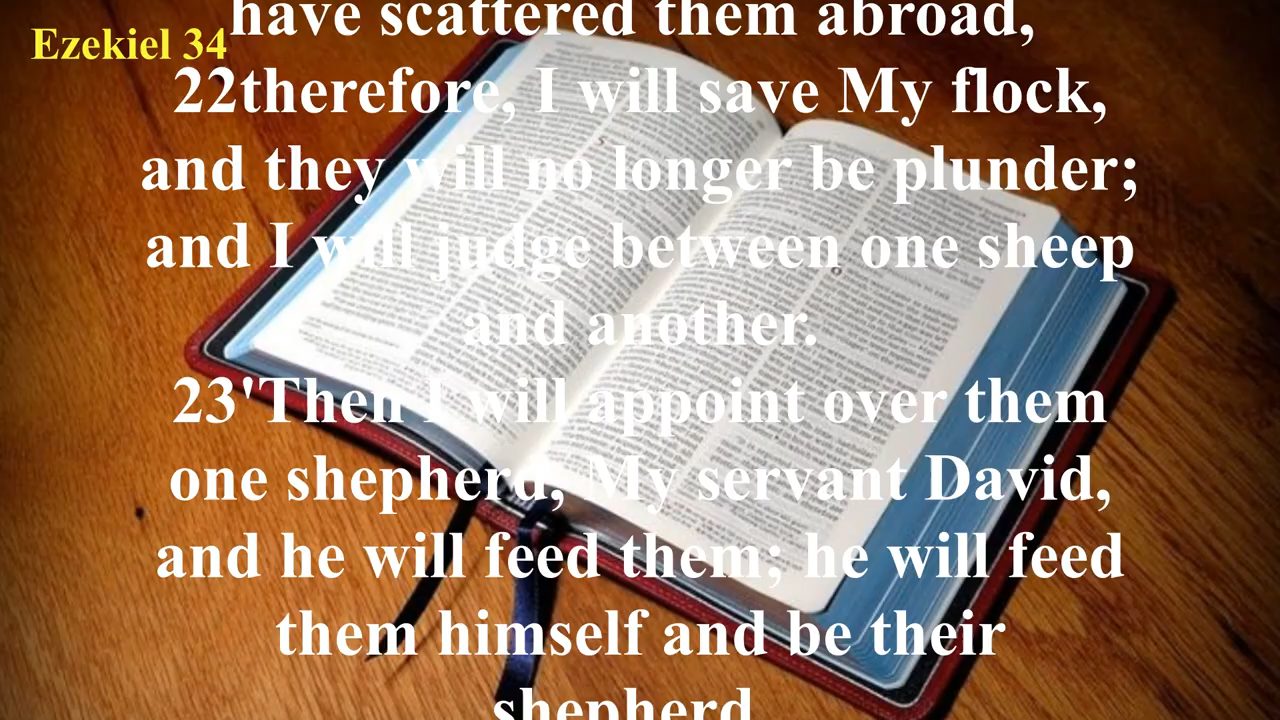 have scattered them abroad,
Ezekiel 34
22therefore, I will save My flock,
and they will no longer be plunder;
and I will judge between one sheep
and another.
23'Then I will appoint over them
one shepherd, My servant David,
and he will feed them; he will feed
them himself and be their
shepherd